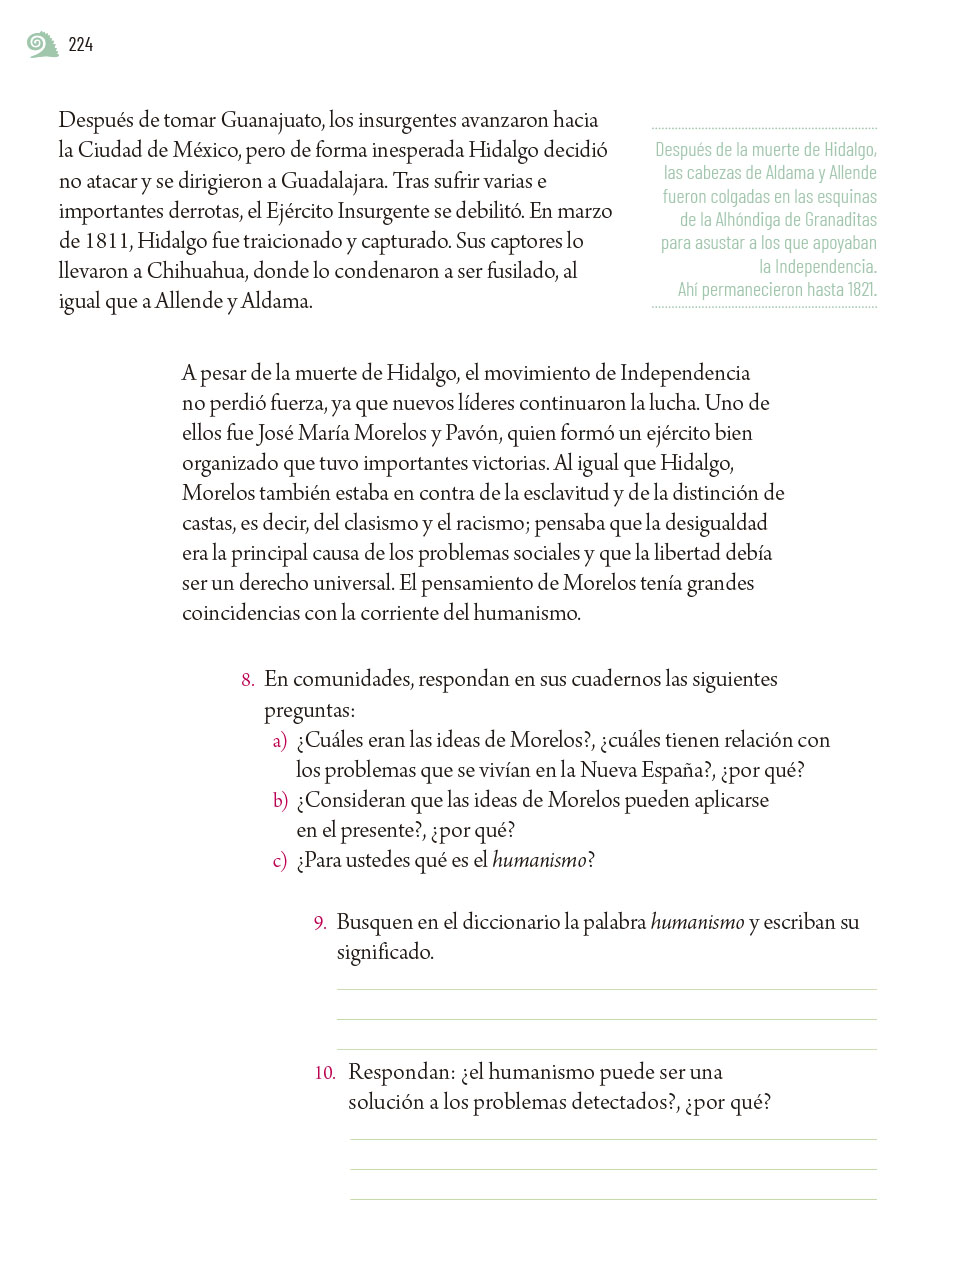 224
Después de tomar Guanajuato, los insurgentes avanzaron hacia
la Ciudad de México, pero de forma inesperada Hidalgo decidió
no atacar y se dirigieron a Guadalajara. Tras sufrir varias e
importantes derrotas, el Ejército Insurgente se debilitó. En marzo
de 1811, Hidalgo fue traicionado y capturado. Sus captores lo
llevaron a Chihuahua, donde lo condenaron a ser fusilado, al
igual que a Allende y Aldama.
Después de la muerte de Hidalgo,
las cabezas de Aldama y Allende
fueron colgadas en las esquinas
de la Alhóndiga de Granaditas
para asustar a los que apoyaban
la Independencia.
Ahí permanecieron hasta 1821.
A pesar de la muerte de Hidalgo, el movimiento de Independencia
no perdió fuerza, ya que nuevos líderes continuaron la lucha. Uno de
ellos fue José María Morelos y Pavón, quien formó un ejército bien
organizado que tuvo importantes victorias. Al igual que Hidalgo,
Morelos también estaba en contra de la esclavitud y de la distinción de
castas, es decir, del clasismo y el racismo; pensaba que la desigualdad
era la principal causa de los problemas sociales y que la libertad debía
ser un derecho universal. El pensamiento de Morelos tenía grandes
coincidencias con la corriente del humanismo.
8. En comunidades, respondan en sus cuadernos las siguientes
preguntas:
a) ¿Cuáles eran las ideas de Morelos?, ¿cuáles tienen relación con
los problemas que se vivían en la Nueva España?, ¿por qué?
b) ¿Consideran que las ideas de Morelos pueden aplicarse
en el presente?, ¿por qué?
c) ¿Para ustedes qué es el humanismo?
9. Busquen en el diccionario la palabra humanismo y escriban su
significado.
10. Respondan: ¿el humanismo puede ser una
solución a los problemas detectados?, ¿por qué?